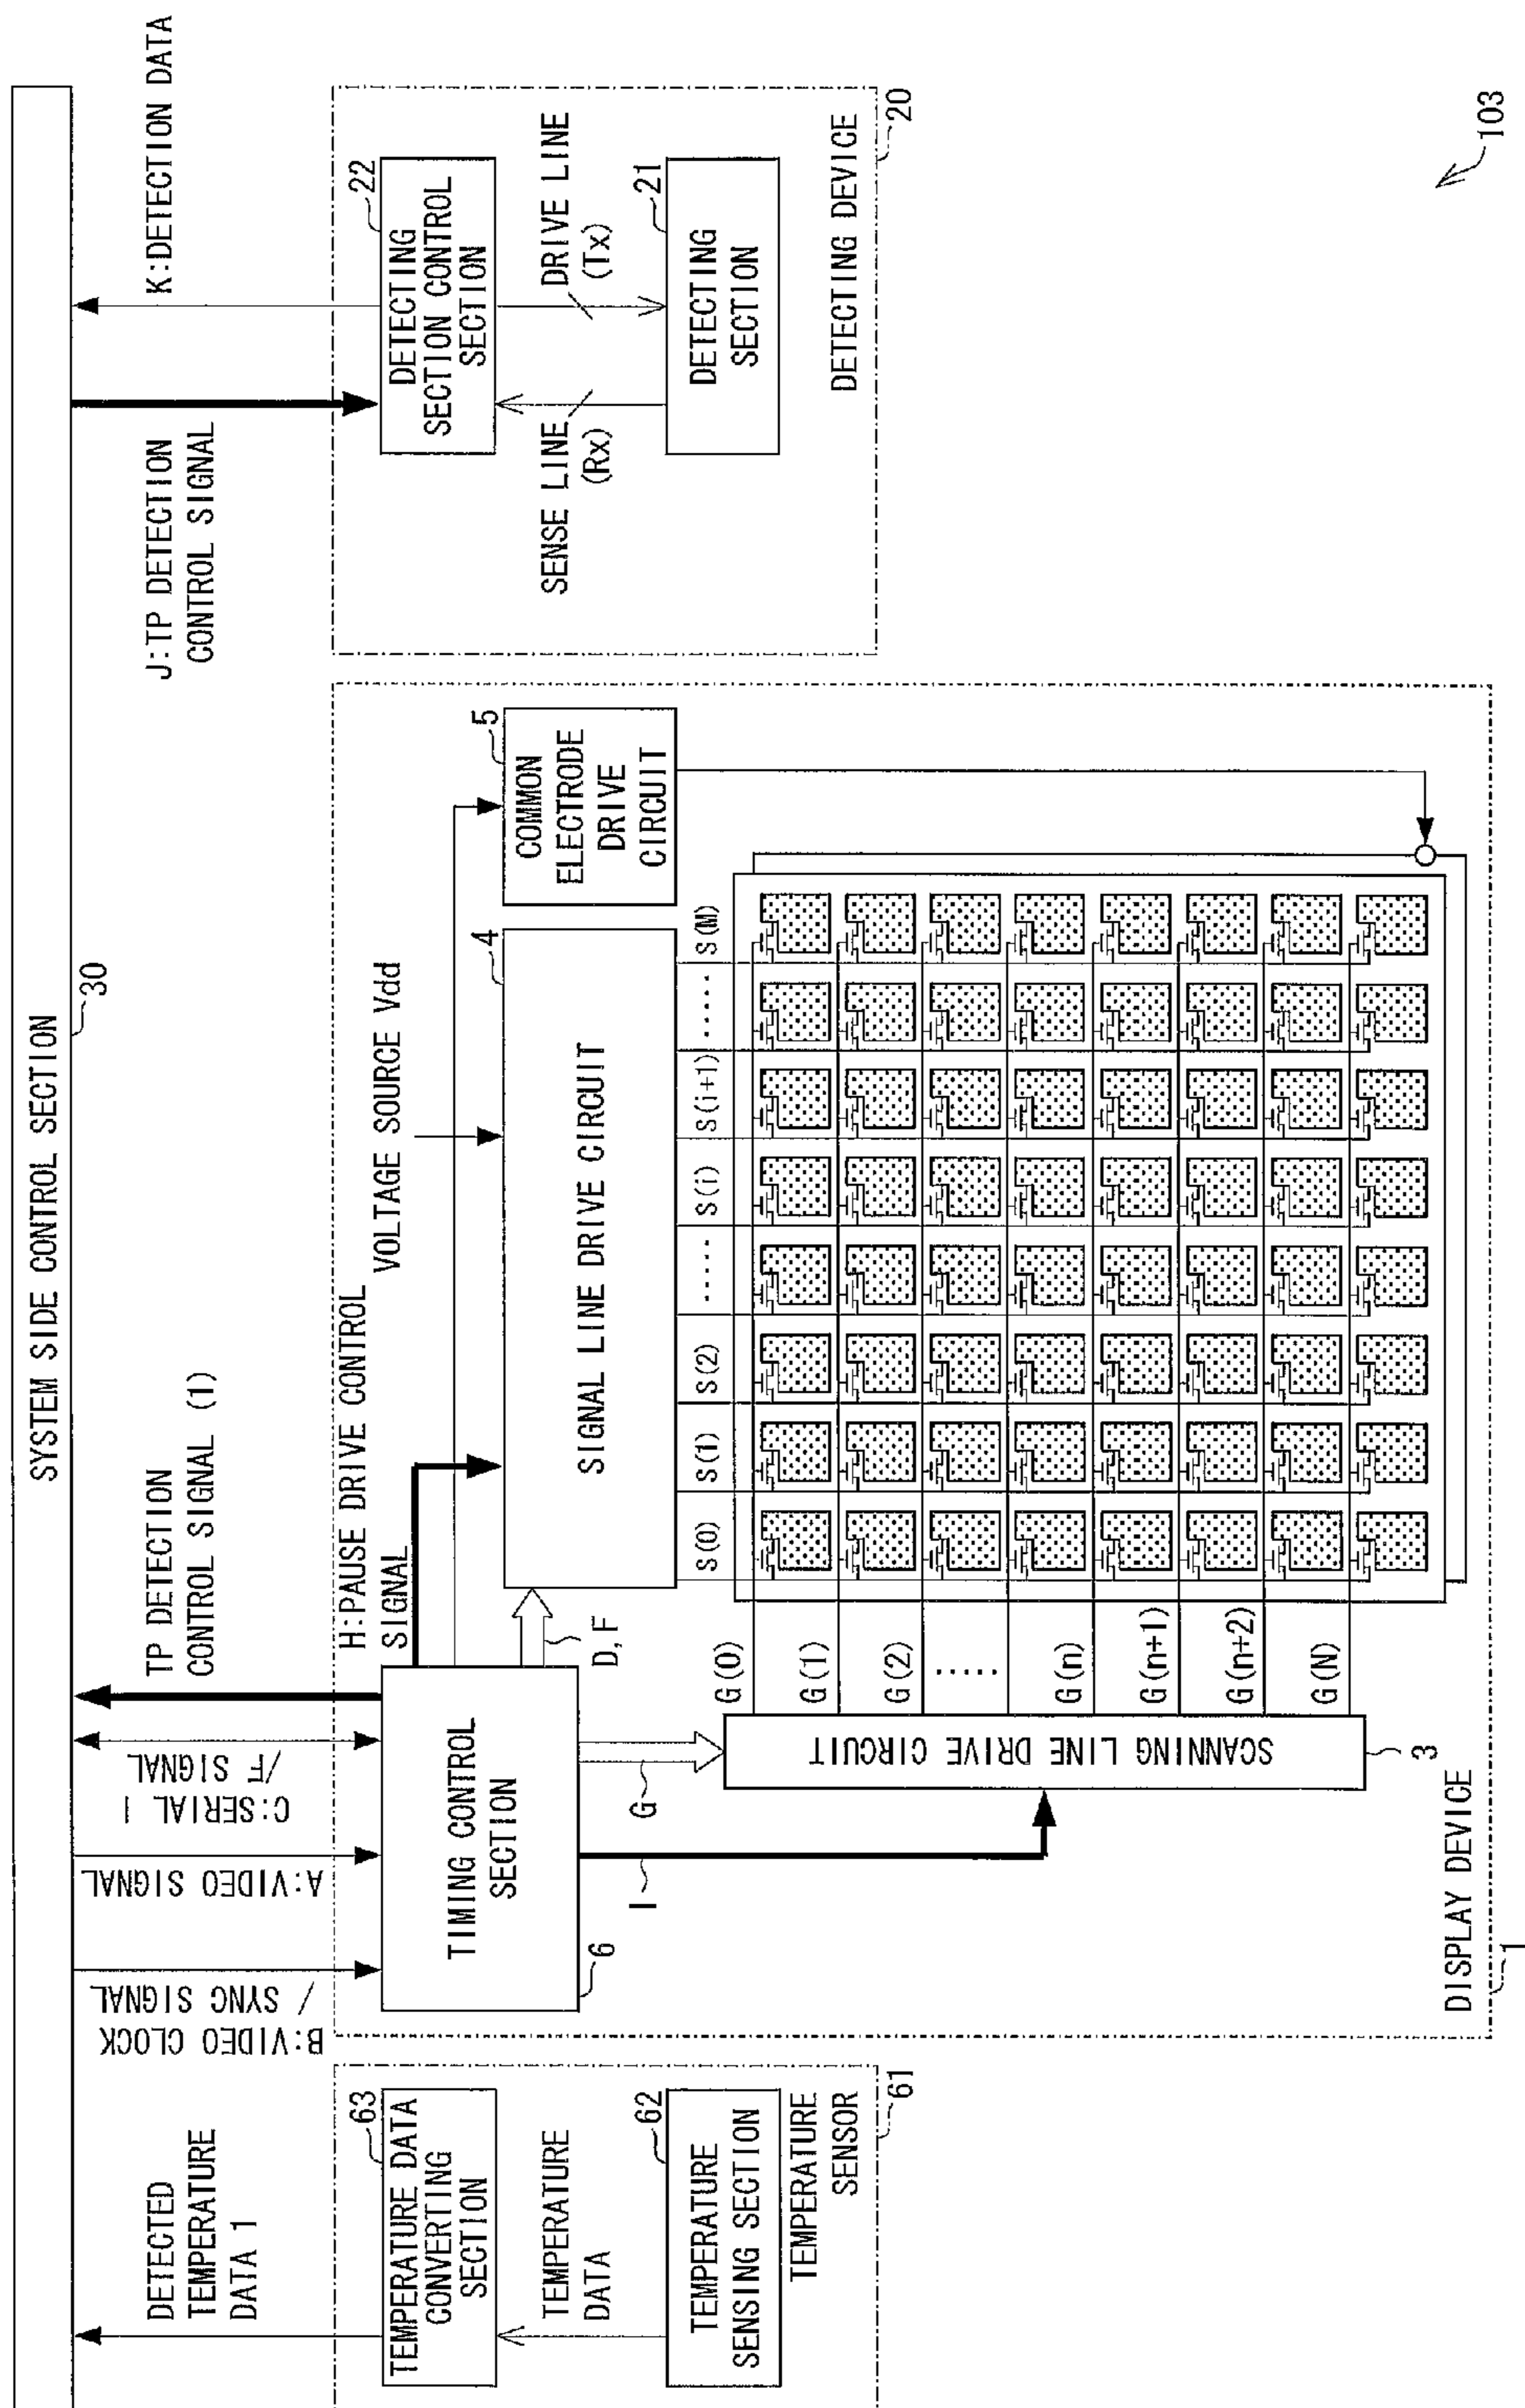 SYSTEM SIDE CONTROL SECTION
30
DETECTED
TEMPERATURE
DATA 1
63
TEMPERATURE DATA
CONVERTING
SECTION
TEMPERATURE
DATA
62
TEMPERATURE
SENSING SECTION
TEMPERATURE
SENSOR
61
B:VIDEO CLOCK
/ SYNC SIGNAL
A:VIDEO SIGNAL
C:SERIAL I
/F SIGNAL
TP DETECTION
CONTROL SIGNAL (1)
H:PAUSE DRIVE CONTROL
SIGNAL
VOLTAGE SOURCE Vdd
TIMING CONTROL
SECTION
6
D,F
G
I
SIGNAL LINE DRIVE CIRCUIT
4
COMMON
ELECTRODE
DRIVE
CIRCUIT
5
S(0)
S(1)
S(2)
.....
S(i)
S(i+1)
.....
S(M)
G(0)
G(1)
G(2)
.....
G(n)
G(n+1)
G(n+2)
G(N)
SCANNING LINE DRIVE CIRCUIT
3
DISPLAY DEVICE
1
J:TP DETECTION
CONTROL SIGNAL
K:DETECTION DATA
22
DETECTING
SECTION CONTROL
SECTION
SENSE LINE
(Rx)
DRIVE LINE
(Tx)
21
DETECTING
SECTION
DETECTING DEVICE
20
103